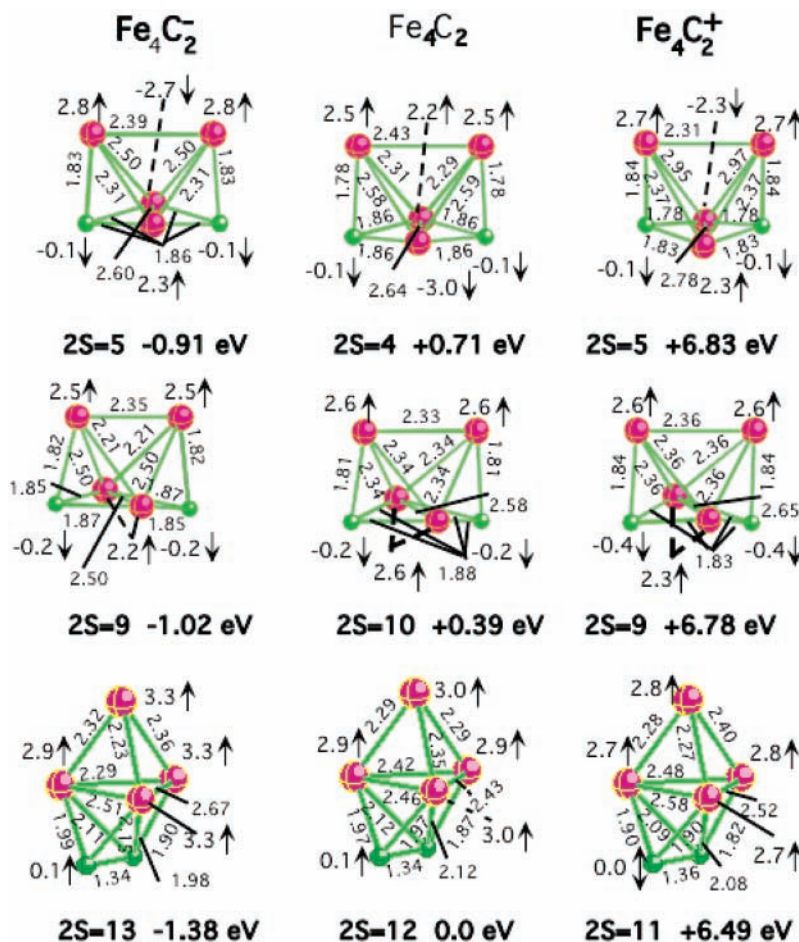 Fe4C2- Fe4C2 Fe4C2+
-2.7↓ 2.2↑ -2.3↓
2.8↑ 2.39 2.8↑ 2.5↑ 2.43 2.5↑ 2.7↑ 2.31 2.7↑
1.83 2.50 2.50 1.83 1.78 2.31 2.29 1.78 1.84 2.95 2.97 1.84
2.31 2.31 2.58 2.59 2.37 2.37
1.86 1.86 1.78 1.78
-0.1↓ 1.86 -0.1↓ -0.1↓ 1.86 1.86 -0.1↓ -0.1↓ 1.83 1.83 -0.1↓
2.60 2.3↑ 2.64 -3.0↓ 2.78 2.3↑
2S=5 -0.91 eV 2S=4 +0.71 eV 2S=5 +6.83 eV
2.5↑ 2.35 2.5↑ 2.6↑ 2.33 2.6↑ 2.6↑ 2.36 2.6↑
1.82 2.21 2.21 1.82 1.81 2.34 2.34 1.81 1.84 2.36 2.36 1.84
2.50 2.50 2.34 2.34 2.36 2.36
1.85 1.87 2.58 2.65
1.87 1.85
-0.2↓ 2.2↑ -0.2↓ -0.2↓ 1.88 -0.2↓ -0.4↓ 1.83 -0.4↓
2.50 2.6↑ 2.3↑
2S=9 -1.02 eV 2S=10 +0.39 eV 2S=9 +6.78 eV
3.3↑ 3.0↑ 2.8↑
2.32 2.23 2.36 2.29 2.35 2.29 2.28 2.27 2.40
2.9↑ 3.3↑ 2.9↑ 2.9↑ 2.7↑ 2.8↑
2.29 2.42 2.48
2.51 2.67 2.46 2.43 2.58 2.52
1.99 2.11 1.75 1.90 3.3↑ 1.97 2.12 1.97 1.87 3.0↑ 1.90 2.09 1.90 1.82 2.7↑
0.1↑ 1.34 1.98 0.1↑ 1.34 2.12 0.0 1.36 2.08
2S=13 -1.38 eV 2S=12 0.0 eV 2S=11 +6.49 eV